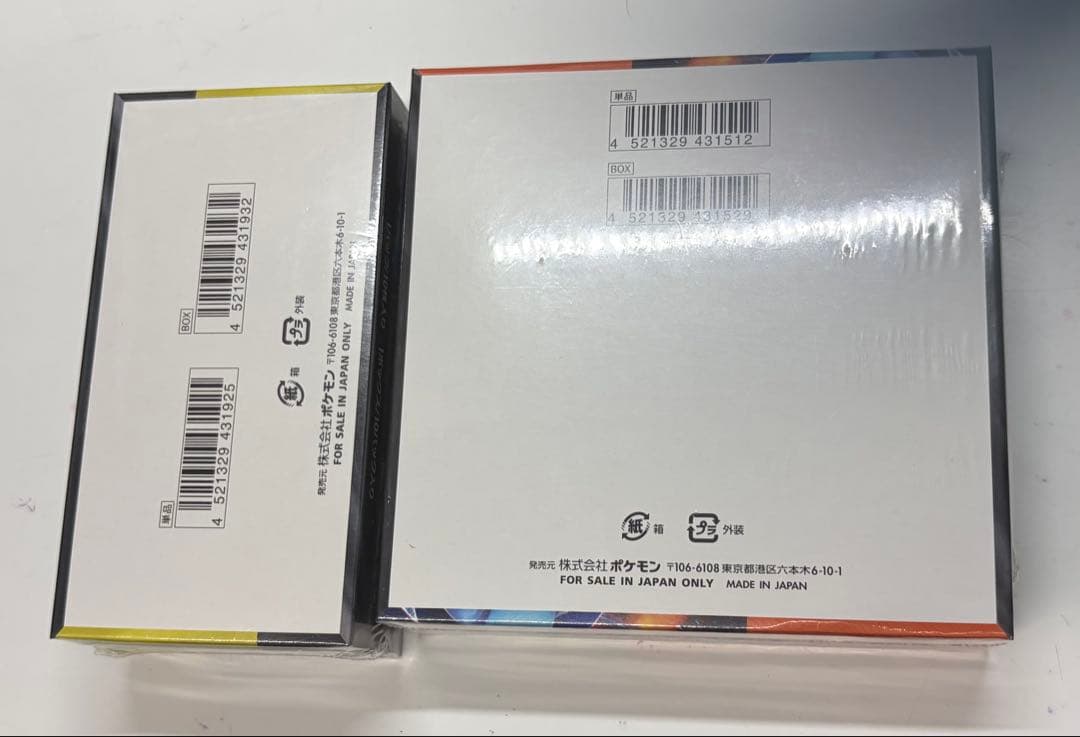 BOX
4 521329 431932
単品
4 521329 431925
紙 箱
プラ 外装
発売元 株式会社ポケモン 〒106-6108 東京都港区六本木6-10-1
FOR SALE IN JAPAN ONLY MADE IN JAPAN
単品
4 521329 431512
BOX
4 521329 431529
紙 箱 プラ 外装
発売元 株式会社ポケモン 〒106-6108 東京都港区六本木6-10-1
FOR SALE IN JAPAN ONLY MADE IN JAPAN